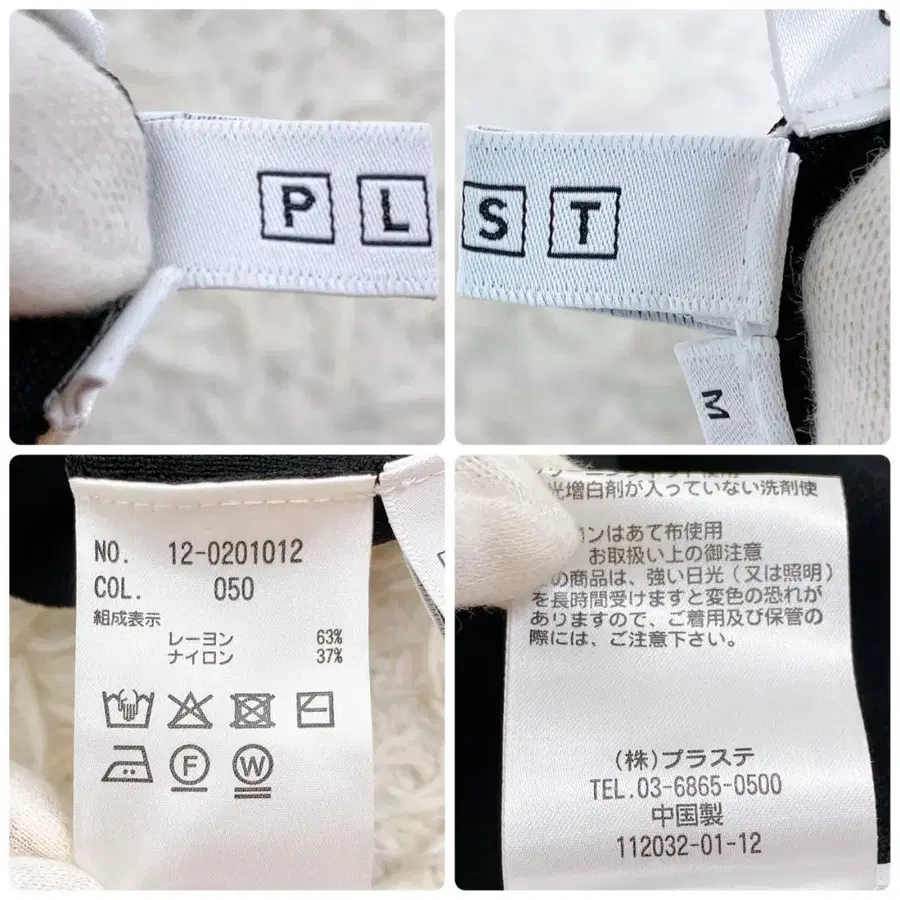 PL
ST
M
NO. 12-0201012
COL. 050
組成表示
レーヨン 63%
ナイロン 37%
F W
光増白剤が入っていない洗剤使
ンはあて布使用
お取扱い上の御注意
の商品は、強い日光(又は照明)
を長時間受けますと変色の恐れが
ありますので、ご着用及び保管の
際には、ご注意下さい。
(株)プラステ
TEL.03-6865-0500
中国製
112032-01-12